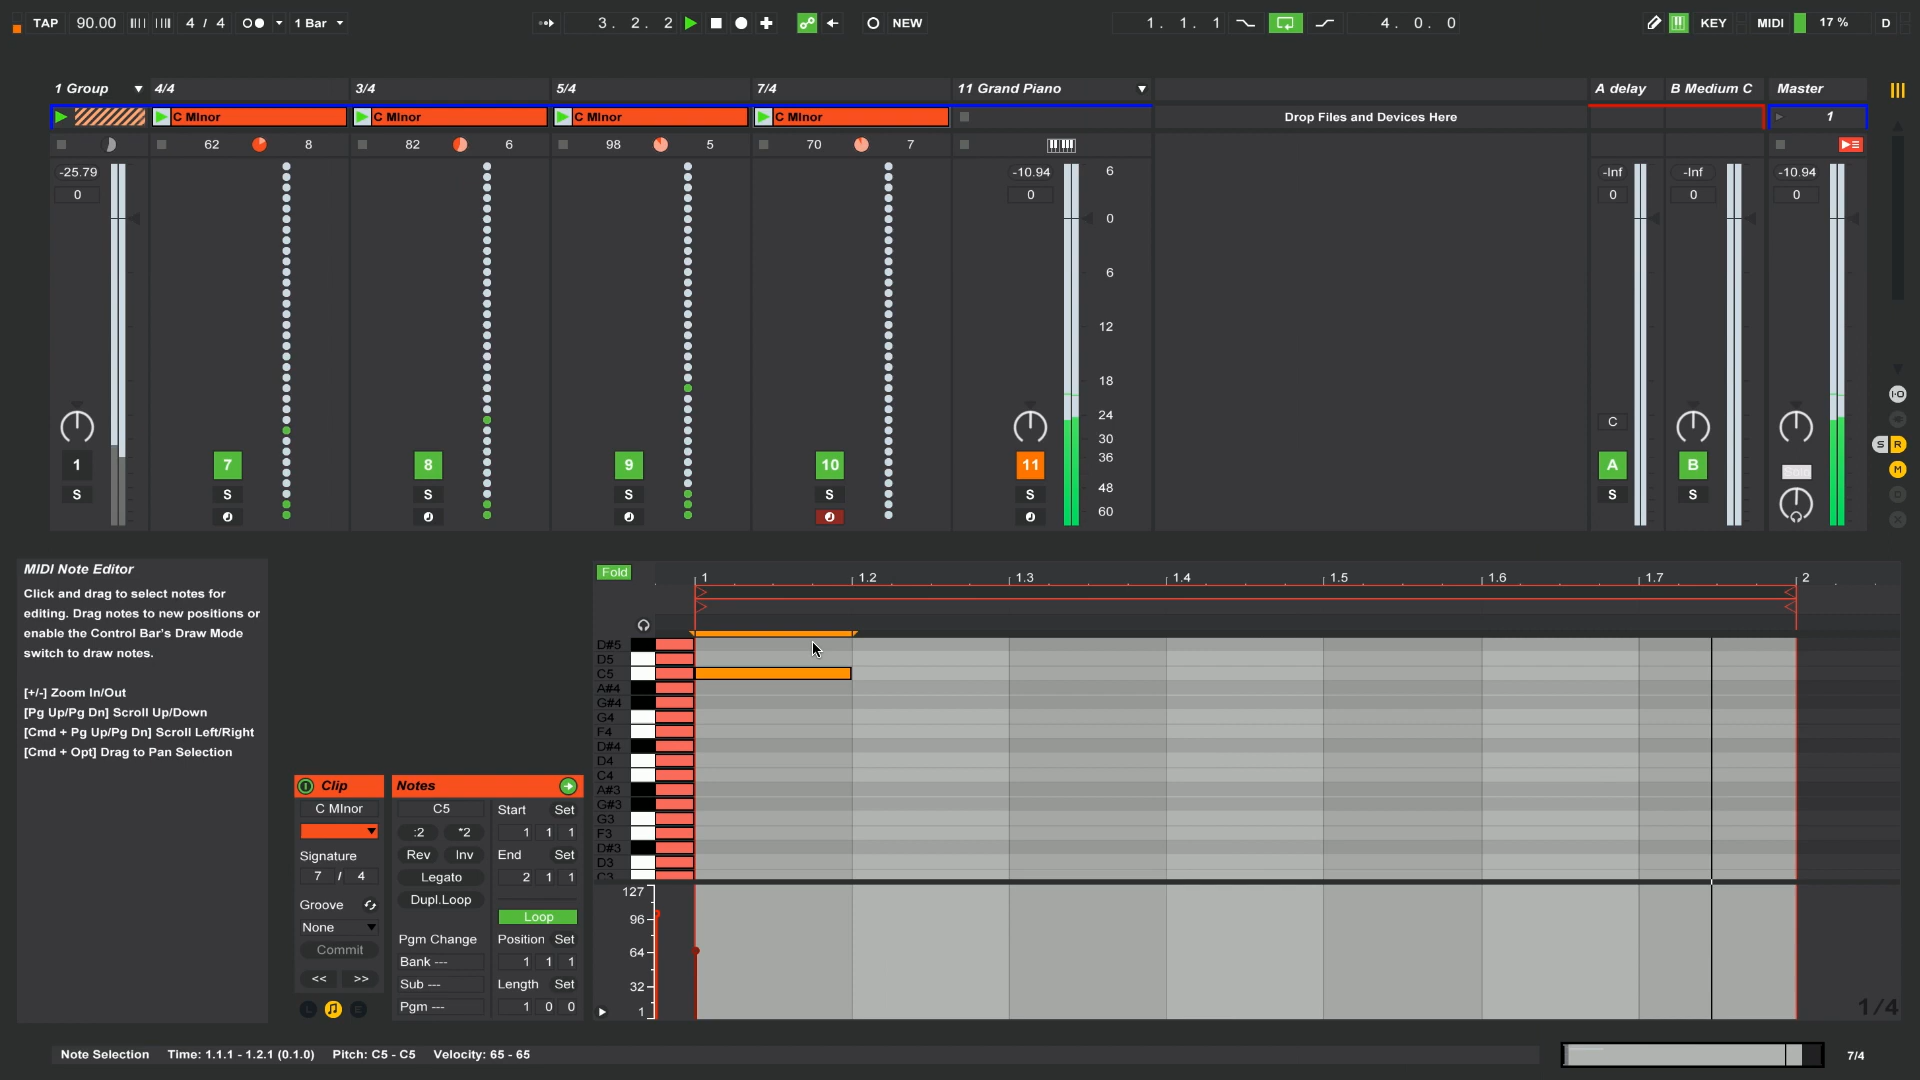 TAP 90.00 4 / 4 1 Bar 3. 2. 2 NEW 1. 1. 1 4. 0. 0 KEY MIDI 17 % D
1 Group 4/4 3/4 5/4 7/4 11 Grand Piano A delay B Medium C Master
C MInor C MInor C MInor C MInor Drop Files and Devices Here 1
62 8 82 6 98 5 70 7
-25.79 -10.94 6 -Inf -Inf -10.94
0 0 0 0 0
0
6
12
18
24
C
30
36
1 7 8 9 10 11 A B S R
S S S S S S S S M
48
60
C
MIDI Note Editor
Click and drag to select notes for
editing. Drag notes to new positions or
enable the Control Bar's Draw Mode
switch to draw notes.
[+/-] Zoom In/Out
[Pg Up/Pg Dn] Scroll Up/Down
[Cmd + Pg Up/Pg Dn] Scroll Left/Right
[Cmd + Opt] Drag to Pan Selection
Clip
C MInor
Signature
7 / 4
Groove
None
Commit
<< >>
L E
Notes
C5 Start Set
:2 *2 1 1 1
Rev Inv End Set
Legato 2 1 1
Dupl.Loop
Loop
Pgm Change Position Set
Bank --- 1 1 1
Sub --- Length Set
Pgm --- 1 0 0
Fold 1 1.2 1.3 1.4 1.5 1.6 1.7 2
D#5
D5
C5
A#4
G#4
G4
F4
D#4
D4
C4
A#3
G#3
G3
F3
D#3
D3
C3
127
96
64
32
1
1/4
Note Selection Time: 1.1.1 - 1.2.1 (0.1.0) Pitch: C5 - C5 Velocity: 65 - 65 7/4